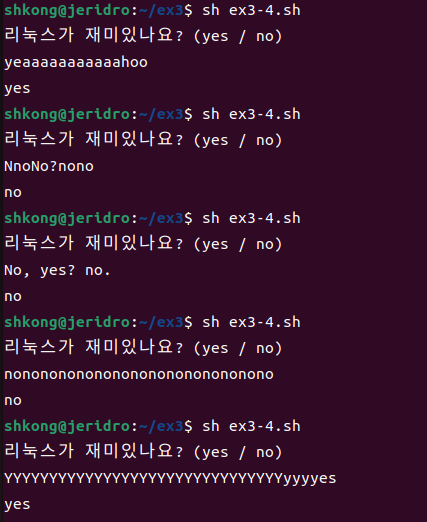 shkong@jeridro:~/ex3$ sh ex3-4.sh
리눅스가 재미있나요? (yes / no)
yeaaaaaaaaaaahoo
yes
shkong@jeridro:~/ex3$ sh ex3-4.sh
리눅스가 재미있나요? (yes / no)
NnoNo?nono
no
shkong@jeridro:~/ex3$ sh ex3-4.sh
리눅스가 재미있나요? (yes / no)
No, yes? no.
no
shkong@jeridro:~/ex3$ sh ex3-4.sh
리눅스가 재미있나요? (yes / no)
nononononononononononononononono
no
shkong@jeridro:~/ex3$ sh ex3-4.sh
리눅스가 재미있나요? (yes / no)
YYYYYYYYYYYYYYYYYYYYYYYYYYYYYYYyyyyes
yes